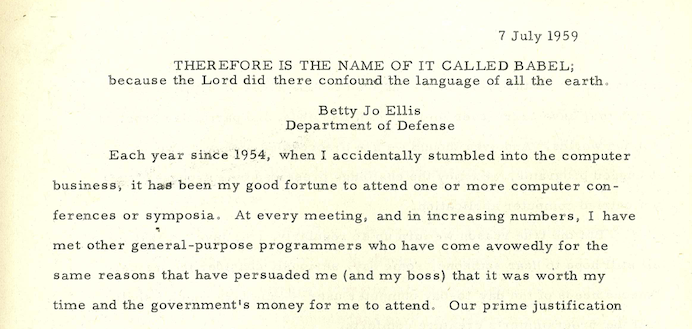 7 July 1959
THEREFORE IS THE NAME OF IT CALLED BABEL;
because the Lord did there confound the language of all the earth.
Betty Jo Ellis
Department of Defense
Each year since 1954, when I accidentally stumbled into the computer
business, it has been my good fortune to attend one or more computer con-
ferences or symposia. At every meeting, and in increasing numbers, I have
met other general-purpose programmers who have come avowedly for the
same reasons that have persuaded me (and my boss) that it was worth my
time and the government's money for me to attend. Our prime justification